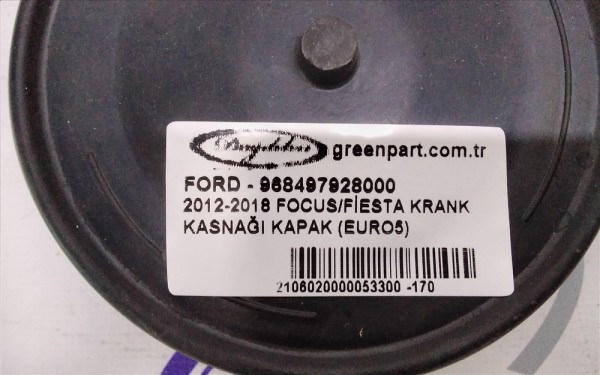 greenpart.com.tr
FORD - 968497928000
2012-2018 FOCUS/FİESTA KRANK
KASNAĞI KAPAK (EURO5)
2106020000053300 -170